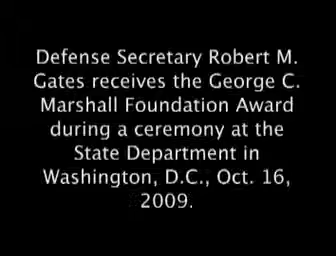 Defense Secretary Robert M.
Gates receives the George C.
Marshall Foundation Award
during a ceremony at the
State Department in
Washington, D.C., Oct. 16,
2009.